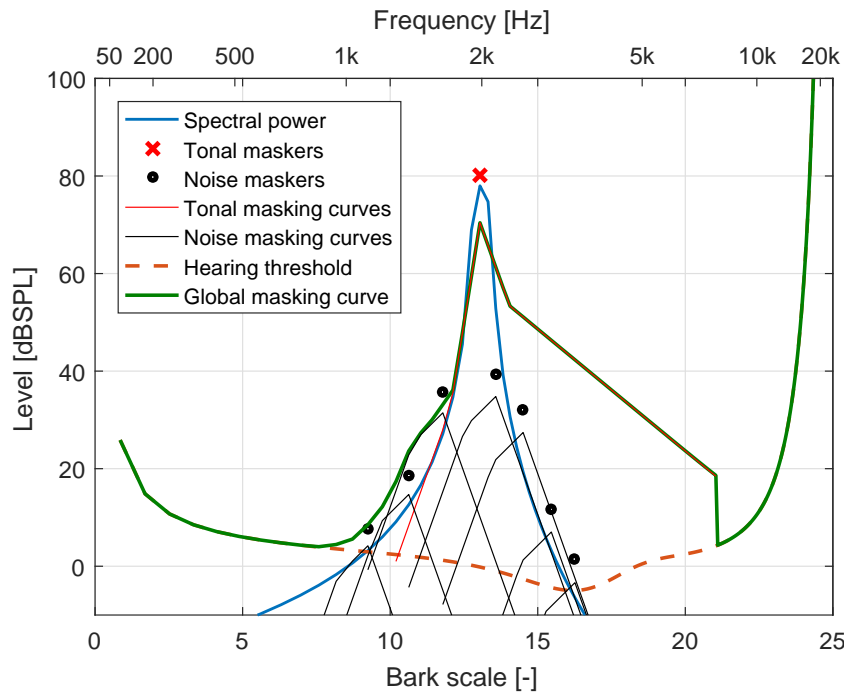 Frequency [Hz]
50 200 500 1k 2k 5k 10k 20k
100
80
60
40
20
0
Level [dBSPL]
Spectral power
Tonal maskers
Noise maskers
Tonal masking curves
Noise masking curves
Hearing threshold
Global masking curve
0 5 10 15 20 25
Bark scale [-]